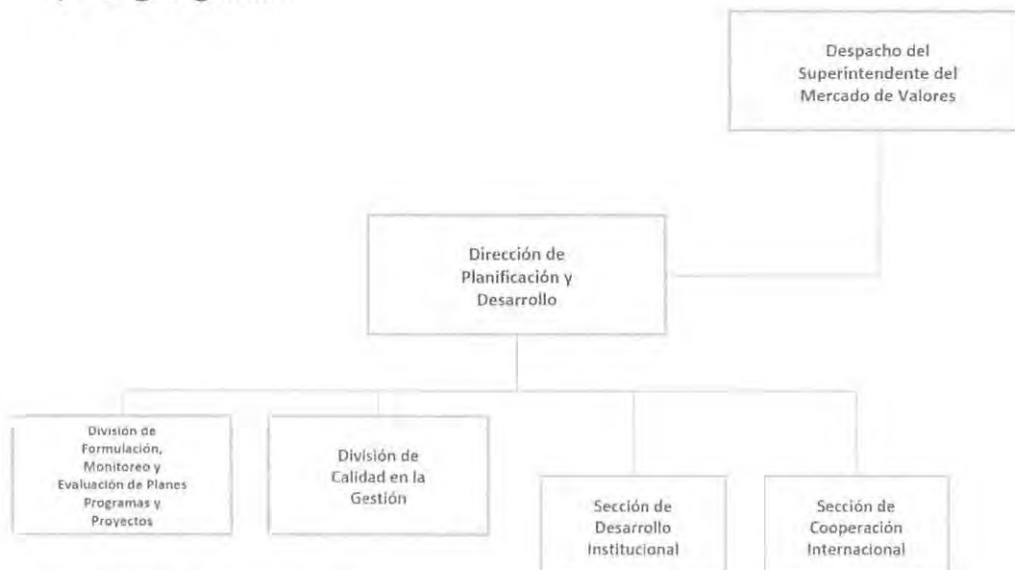 Despacho del
Superintendente del
Mercado de Valores
Dirección de
Planificación y
Desarrollo
División de
Formulación,
Monitoreo y
Evaluación de Planes
Programas y
Proyectos
División de
Calidad en la
Gestión
Sección de
Desarrollo
Institucional
Sección de
Cooperación
Internacional